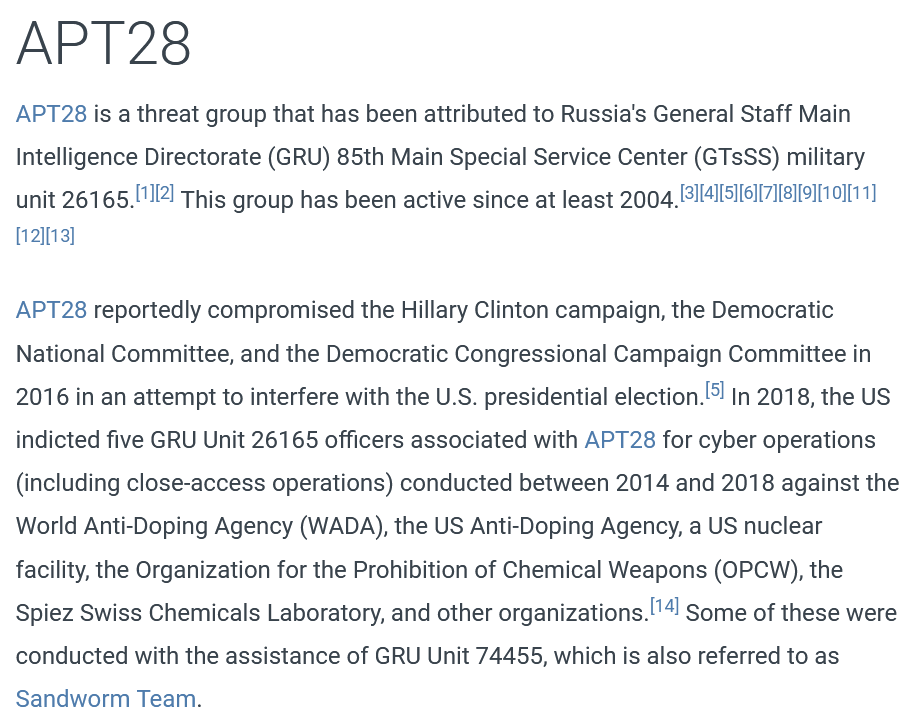 APT28
APT28 is a threat group that has been attributed to Russia's General Staff Main
Intelligence Directorate (GRU) 85th Main Special Service Center (GTsSS) military
unit 26165.[1][2] This group has been active since at least 2004.[3][4][5][6][7][8][9][10][11]
[12][13]
APT28 reportedly compromised the Hillary Clinton campaign, the Democratic
National Committee, and the Democratic Congressional Campaign Committee in
2016 in an attempt to interfere with the U.S. presidential election.[5] In 2018, the US
indicted five GRU Unit 26165 officers associated with APT28 for cyber operations
(including close-access operations) conducted between 2014 and 2018 against the
World Anti-Doping Agency (WADA), the US Anti-Doping Agency, a US nuclear
facility, the Organization for the Prohibition of Chemical Weapons (OPCW), the
Spiez Swiss Chemicals Laboratory, and other organizations.[14] Some of these were
conducted with the assistance of GRU Unit 74455, which is also referred to as
Sandworm Team.